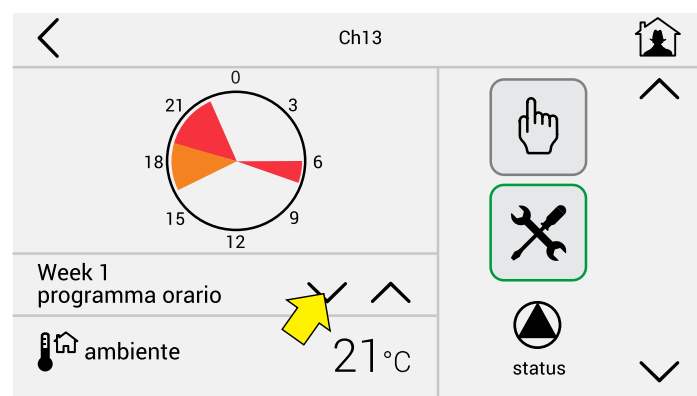 Ch13
0
21
3
18
6
15
9
12
Week 1
programma orario
ambiente
21°C
status